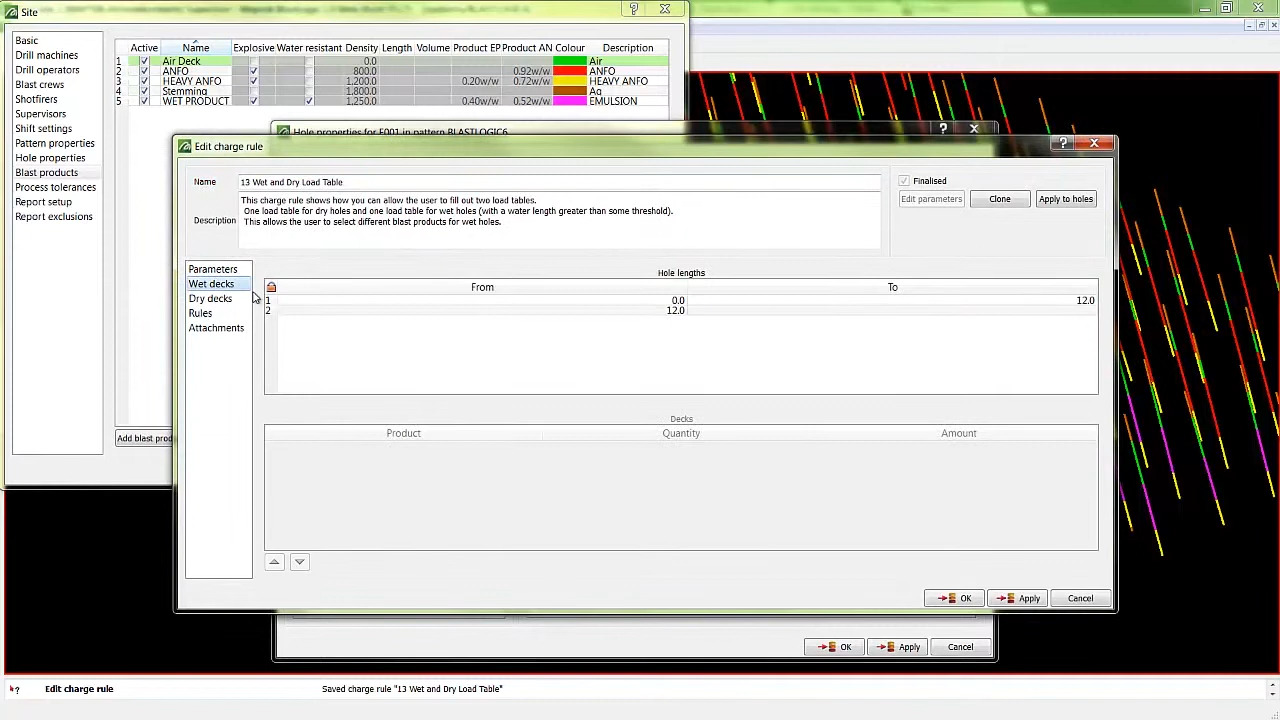 Site
Basic
Drill machines
Drill operators
Blast crews
Shotfirers
Supervisors
Shift settings
Pattern properties
Hole properties
Blast products
Process tolerances
Report setup
Report exclusions
Active Name Explosive Water resistant Density Length Volume Product EP Product AN Colour Description
1 Air Deck 0.0 Air
2 ANFO 800.0 0.92w/w ANFO
3 HEAVY ANFO 1,200.0 0.20w/w 0.72w/w HEAVY ANFO
4 Stemming 1,800.0 Ag
5 WET PRODUCT 1,250.0 0.40w/w 0.52w/w EMULSION
Add blast prod
Hole properties for F001 in pattern BLASTLOGIC6
Edit charge rule
Name 13 Wet and Dry Load Table
Description This charge rule shows how you can allow the user to fill out two load tables.
One load table for dry holes and one load table for wet holes (with a water length greater than some threshold).
This allows the user to select different blast products for wet holes.
Finalised
Edit parameters Clone Apply to holes
Parameters
Wet decks
Dry decks
Rules
Attachments
Hole lengths
From To
1 0.0 12.0
2 12.0
Decks
Product Quantity Amount
OK Apply Cancel
OK Apply Cancel
Edit charge rule Saved charge rule "13 Wet and Dry Load Table"